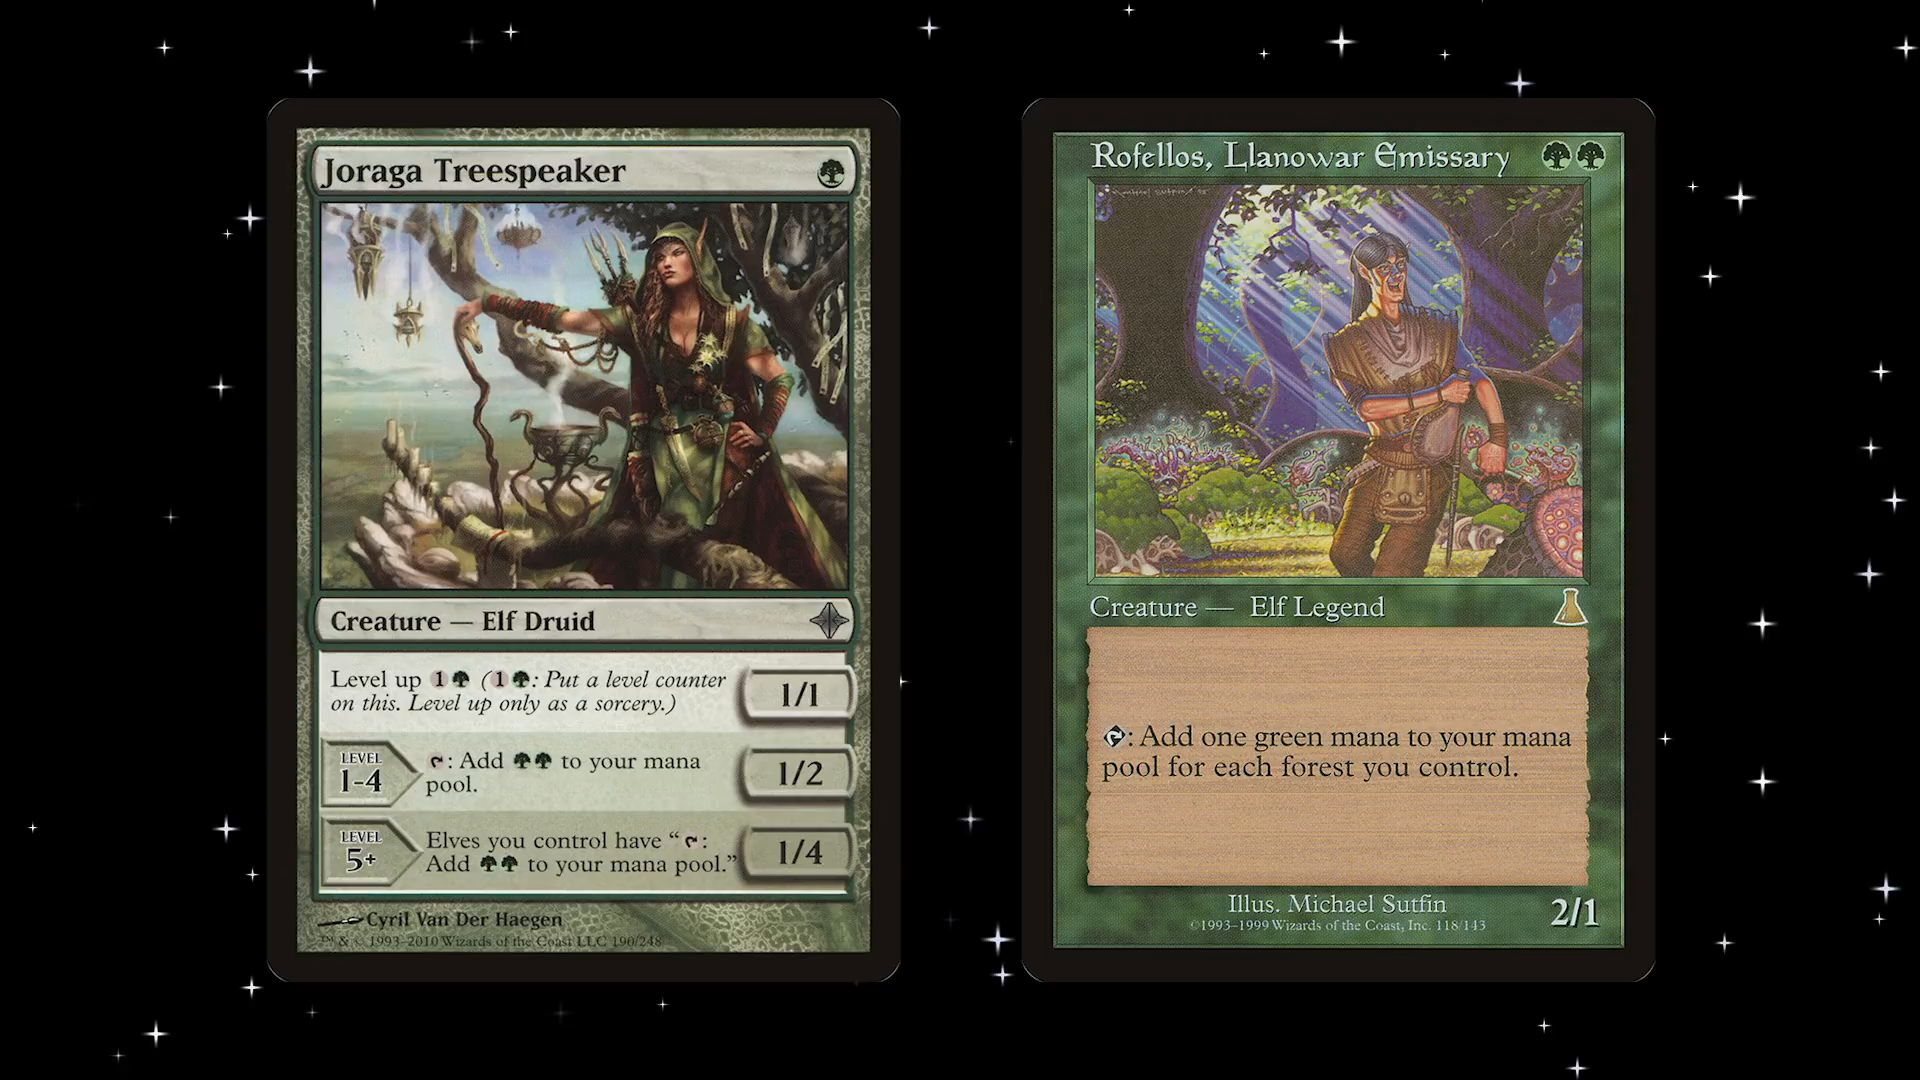 Joraga Treespeaker
Creature — Elf Druid
Level up 1 (1 : Put a level counter
on this. Level up only as a sorcery.)
1/1
LEVEL
1-4
: Add to your mana
pool.
1/2
LEVEL
5+
Elves you control have “ :
Add to your mana pool.”
1/4
Cyril Van Der Haegen
™ & © 1993–2010 Wizards of the Coast LLC 190/248
Rofellos, Llanowar Emissary
Creature — Elf Legend
: Add one green mana to your mana
pool for each forest you control.
Illus. Michael Sutfin
©1993–1999 Wizards of the Coast, Inc. 118/143
2/1